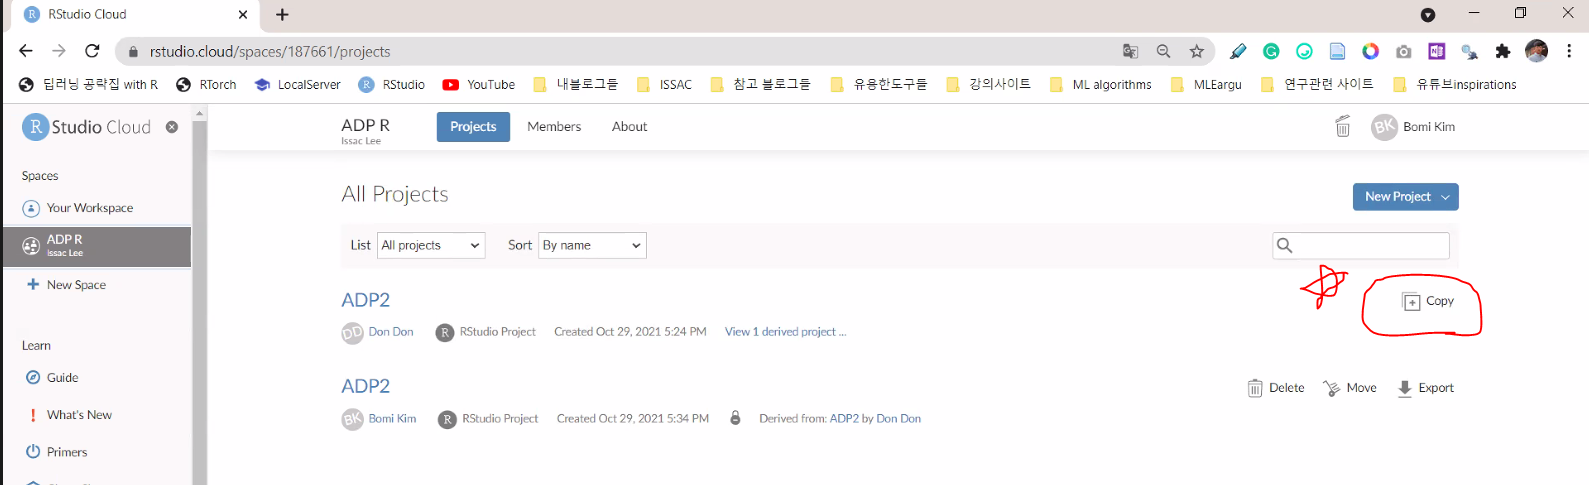 RStudio Cloud
rstudio.cloud/spaces/187661/projects
딥러닝 공략집 with R RTorch LocalServer RStudio YouTube 내블로그들 ISSAC 참고 블로그들 유용한도구들 강의사이트 ML algorithms MLEargu 연구관련 사이트 유튜브inspirations
R Studio Cloud
ADP R
Issac Lee
Projects Members About
BK Bomi Kim
Spaces
Your Workspace
ADP R
Issac Lee
New Space
Learn
Guide
What's New
Primers
All Projects
New Project
List All projects Sort By name
ADP2
Copy
DD Don Don R RStudio Project Created Oct 29, 2021 5:24 PM View 1 derived project ...
ADP2
Delete Move Export
BK Bomi Kim R RStudio Project Created Oct 29, 2021 5:34 PM Derived from: ADP2 by Don Don